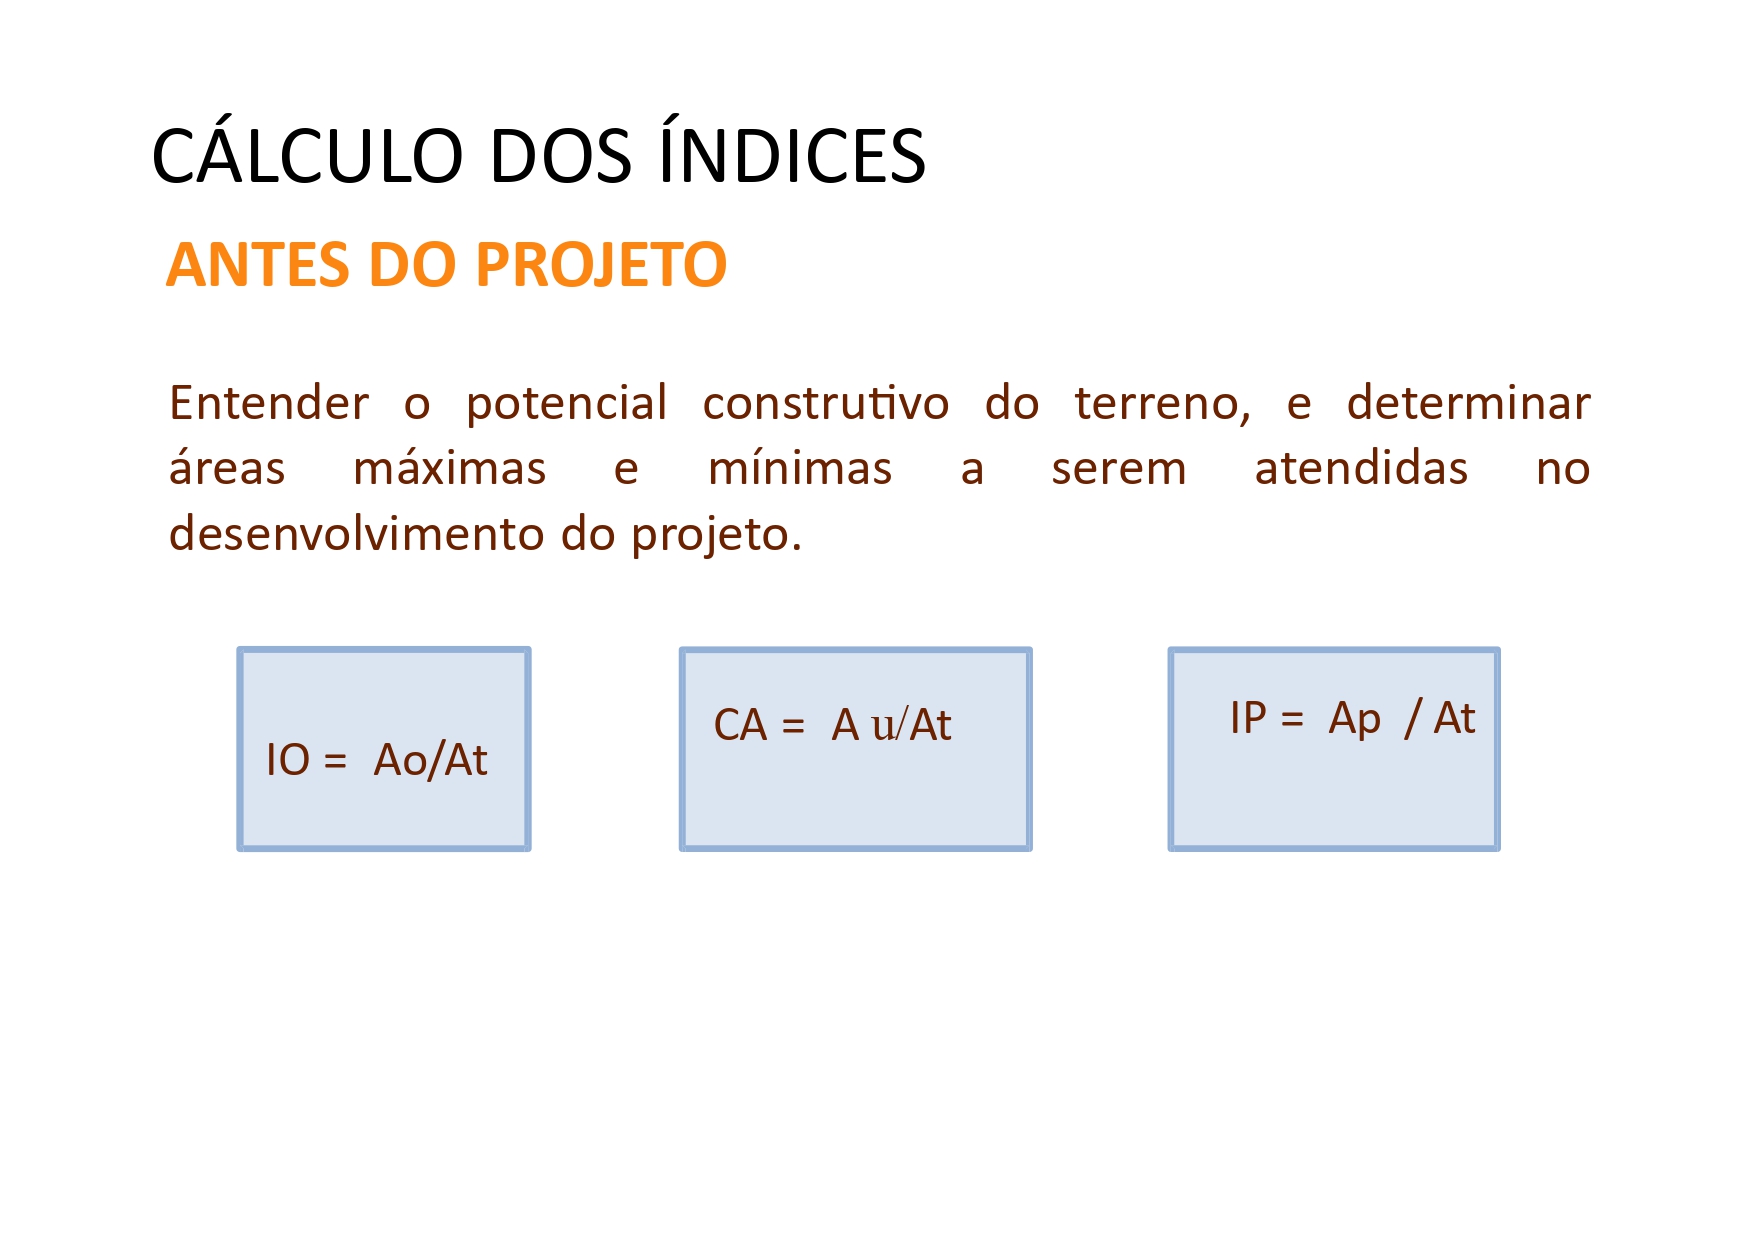 CÁLCULO DOS ÍNDICES
ANTES DO PROJETO
Entender o potencial construtivo do terreno, e determinar
áreas máximas e mínimas a serem atendidas no
desenvolvimento do projeto.
IO = Ao/At
CA = A u/At
IP = Ap / At